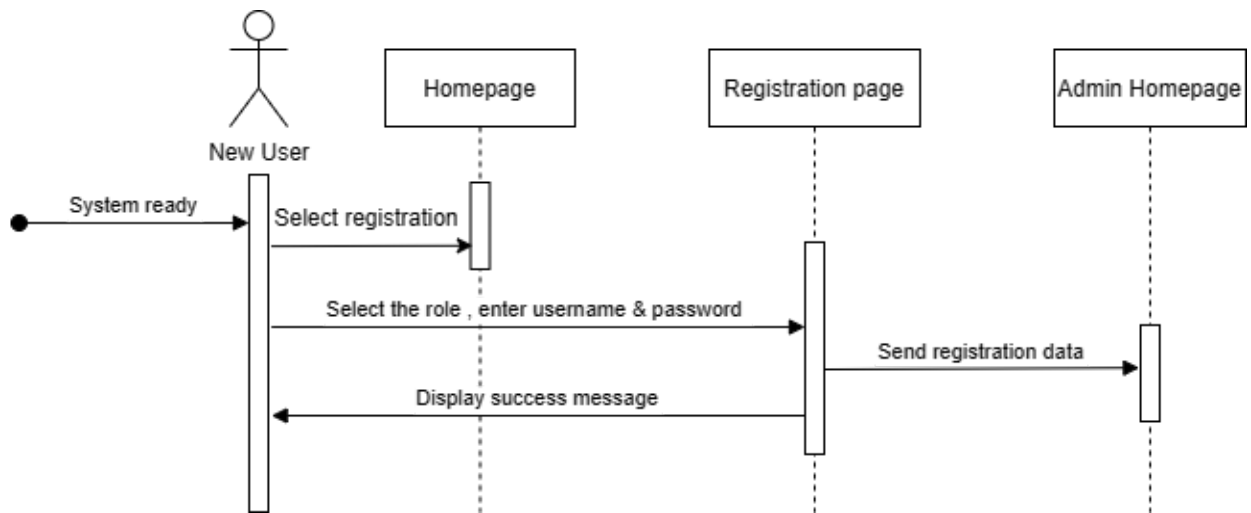 Homepage
Registration page
Admin Homepage
New User
System ready
Select registration
Select the role , enter username & password
Send registration data
Display success message